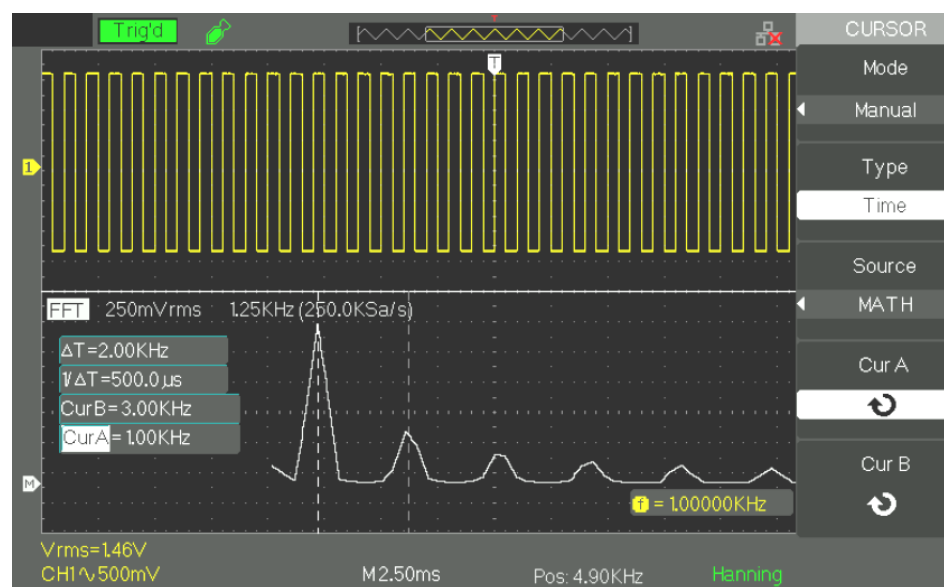 Trig'd
T
1
FFT 250mVrms 1.25KHz (250.0KSa/s)
ΔT=2.00KHz
1/ΔT=500.0µs
CurB=3.00KHz
CurA=1.00KHz
M
f = 1.00000KHz
Vrms=1.46V
CH1∿500mV M 2.50ms Pos: 4.90KHz Hanning
CURSOR
Mode
Manual
Type
Time
Source
MATH
Cur A
Cur B